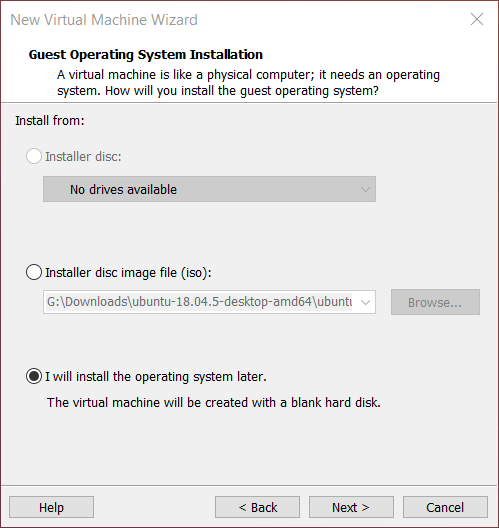 New Virtual Machine Wizard
Guest Operating System Installation
A virtual machine is like a physical computer; it needs an operating
system. How will you install the guest operating system?
Install from:
Installer disc:
No drives available
Installer disc image file (iso):
G:\Downloads\ubuntu-18.04.5-desktop-amd64\ubuntu
Browse...
I will install the operating system later.
The virtual machine will be created with a blank hard disk.
Help
< Back
Next >
Cancel